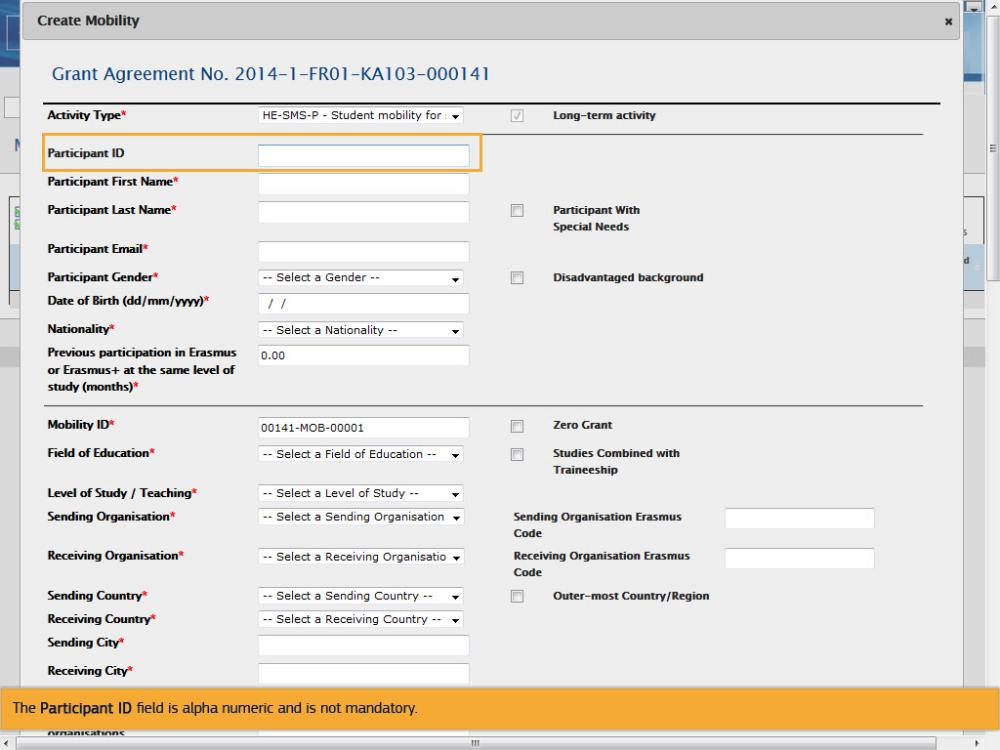 Create Mobility
Grant Agreement No. 2014-1-FR01-KA103-000141
Activity Type*
HE-SMS-P - Student mobility for
Long-term activity
Participant ID
Participant First Name*
Participant Last Name*
Participant With
Special Needs
Participant Email*
Participant Gender*
-- Select a Gender --
Disadvantaged background
Date of Birth (dd/mm/yyyy)*
/ /
Nationality*
-- Select a Nationality --
Previous participation in Erasmus
or Erasmus+ at the same level of
study (months)*
0.00
Mobility ID*
00141-MOB-00001
Zero Grant
Field of Education*
-- Select a Field of Education --
Studies Combined with
Traineeship
Level of Study / Teaching*
-- Select a Level of Study --
Sending Organisation*
-- Select a Sending Organisation
Sending Organisation Erasmus
Code
Receiving Organisation*
-- Select a Receiving Organisatio
Receiving Organisation Erasmus
Code
Sending Country*
-- Select a Sending Country --
Outer-most Country/Region
Receiving Country*
-- Select a Receiving Country --
Sending City*
Receiving City*
The Participant ID field is alpha numeric and is not mandatory.
organisations